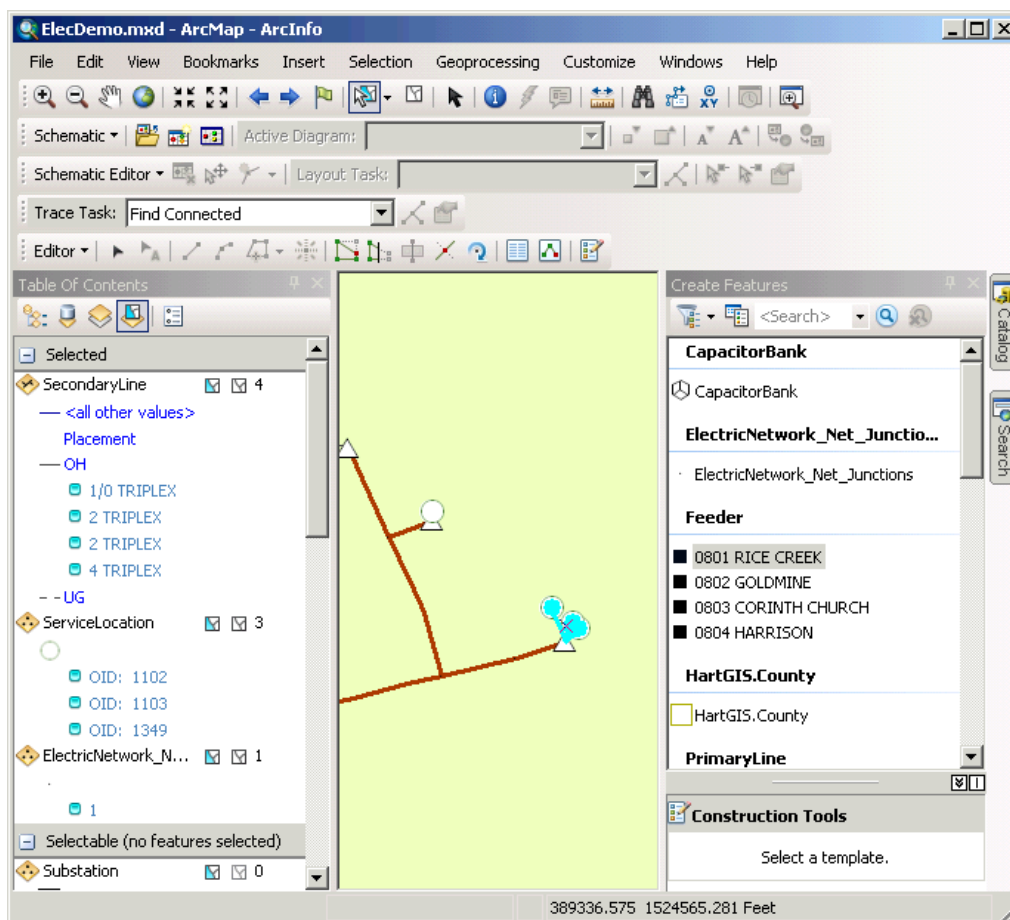 ElecDemo.mxd - ArcMap - ArcInfo
File Edit View Bookmarks Insert Selection Geoprocessing Customize Windows Help
XY
Schematic Active Diagram: A A
Schematic Editor Layout Task:
Trace Task: Find Connected
Editor A
Table Of Contents
Selected
SecondaryLine 4
<all other values>
Placement
OH
1/0 TRIPLEX
2 TRIPLEX
2 TRIPLEX
4 TRIPLEX
UG
ServiceLocation 3
OID: 1102
OID: 1103
OID: 1349
ElectricNetwork_N... 1
1
Selectable (no features selected)
Substation 0
Create Features
<Search>
CapacitorBank
CapacitorBank
ElectricNetwork_Net_Junctio...
ElectricNetwork_Net_Junctions
Feeder
0801 RICE CREEK
0802 GOLDMINE
0803 CORINTH CHURCH
0804 HARRISON
HartGIS.County
HartGIS.County
PrimaryLine
Construction Tools
Select a template.
Catalog
Search
389336.575 1524565.281 Feet